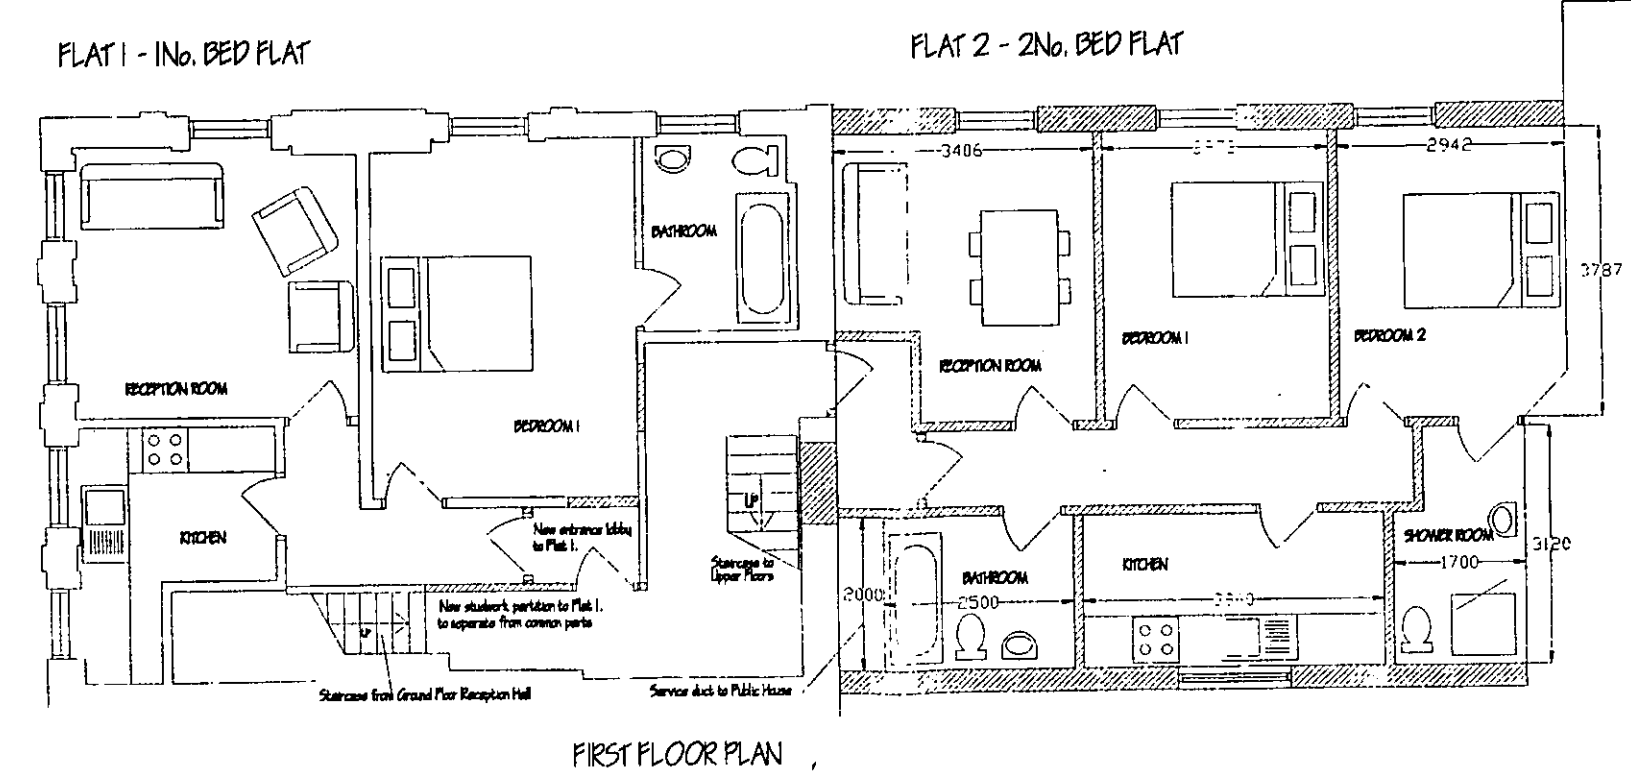 FLAT 1 - 1No. BED FLAT
FLAT 2 - 2No. BED FLAT
3406
2942
BATHROOM
3787
BEDROOM 1
BEDROOM 2
RECEPTION ROOM
RECEPTION ROOM
BEDROOM 1
UP
New entrance lobby
to Flat 1.
KITCHEN
SHOWER ROOM
3120
Staircase to
Upper Floors
KITCHEN
1700
BATHROOM
2000
2500
New studwork partition to Flat 1.
to seperate from common parts
UP
Staircase from Ground Floor Reception Hall
Service duct to Public House
FIRST FLOOR PLAN